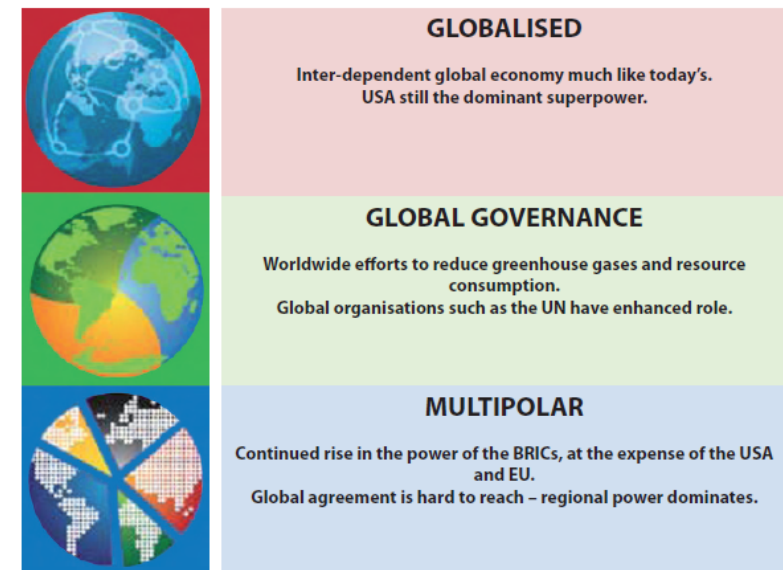 GLOBALISED
Inter-dependent global economy much like today's.
USA still the dominant superpower.
GLOBAL GOVERNANCE
Worldwide efforts to reduce greenhouse gases and resource
consumption.
Global organisations such as the UN have enhanced role.
MULTIPOLAR
Continued rise in the power of the BRICs, at the expense of the USA
and EU.
Global agreement is hard to reach – regional power dominates.